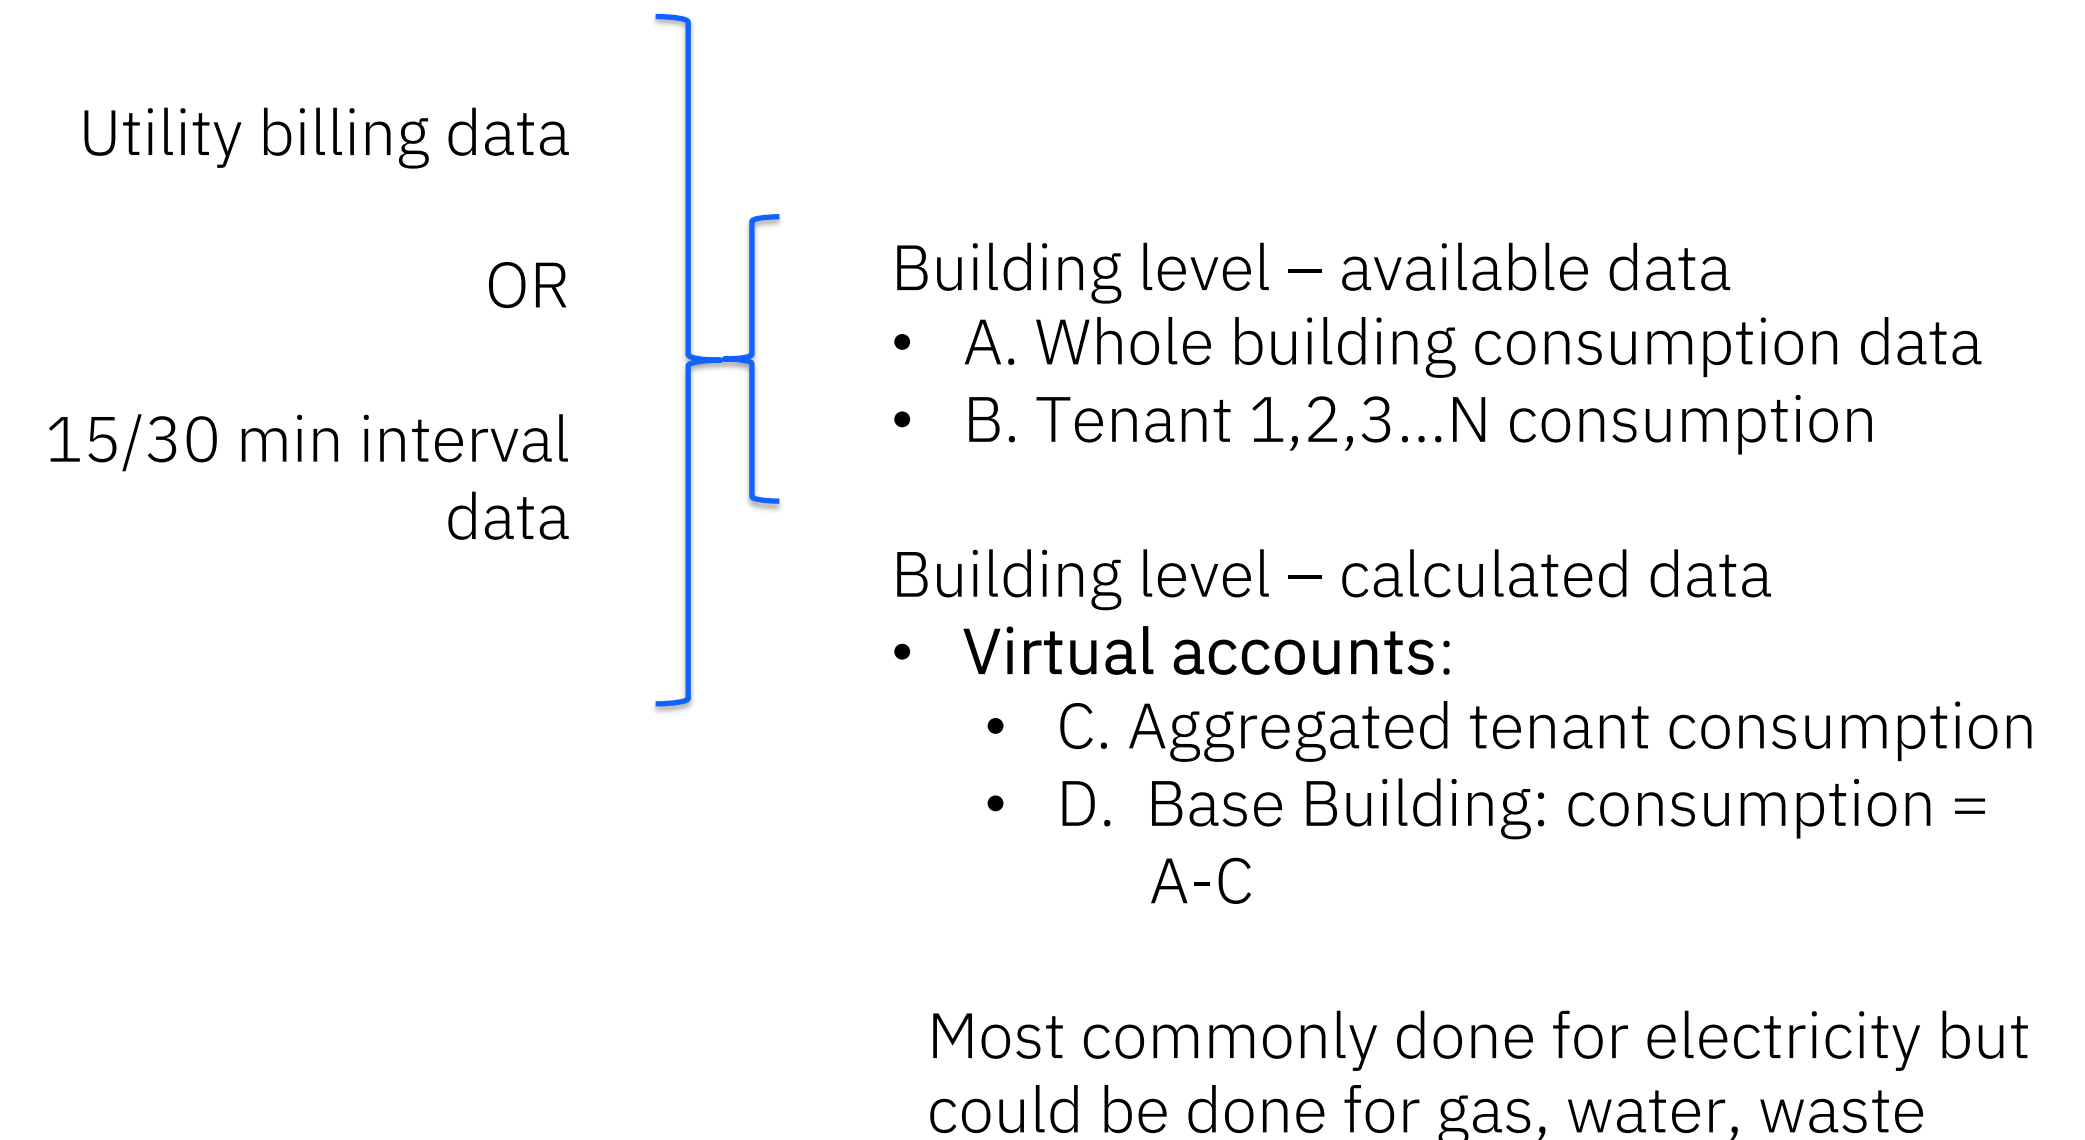 Utility billing data
OR
15/30 min interval
data
Building level – available data
• A. Whole building consumption data
• B. Tenant 1,2,3...N consumption
Building level – calculated data
• Virtual accounts:
• C. Aggregated tenant consumption
• D. Base Building: consumption =
A-C
Most commonly done for electricity but
could be done for gas, water, waste